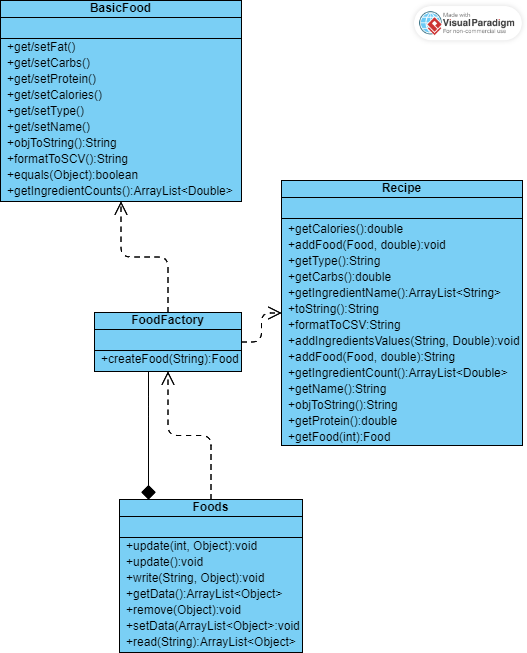 BasicFood
+get/setFat()
+get/setCarbs()
+get/setProtein()
+get/setCalories()
+get/setType()
+get/setName()
+objToString():String
+formatToSCV():String
+equals(Object):boolean
+getIngredientCounts():ArrayList<Double>
Made with
VisualParadigm
For non-commercial use
Recipe
+getCalories():double
+addFood(Food, double):void
+getType():String
+getCarbs():double
+getIngredientName():ArrayList<String>
+toString():String
+formatToCSV():String
+addIngredientsValues(String, Double):void
+addFood(Food, double):String
+getIngredientCount():ArrayList<Double>
+getName():String
+objToString():String
+getProtein():double
+getFood(int):Food
FoodFactory
+createFood(String):Food
Foods
+update(int, Object):void
+update():void
+write(String, Object):void
+getData():ArrayList<Object>
+remove(Object):void
+setData(ArrayList<Object>:void
+read(String):ArrayList<Object>